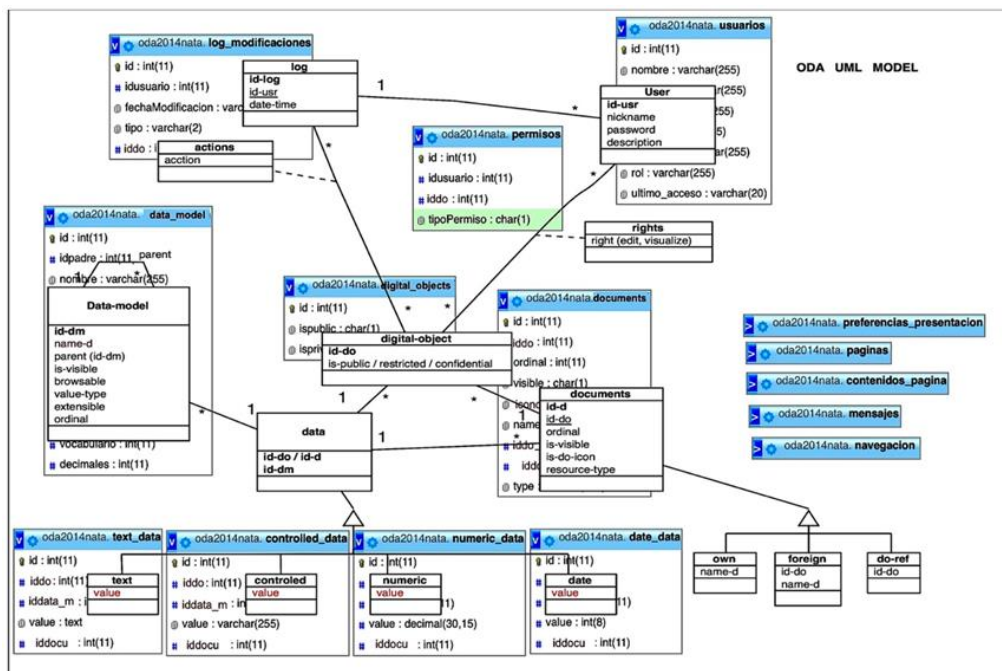 oda2014nata. log_modificaciones
id : int(11)
idusuario : int(11)
fechaModificacion :
tipo : varchar(2)
iddo :
log
id-log
id-usr
date-time
actions
acction
1
*
*
oda2014nata. usuarios
id : int(11)
nombre : varchar(255)
(255)
(255)
rol : varchar(255)
ultimo_acceso : varchar(20)
User
id-usr
nickname
password
description
ODA UML MODEL
oda2014nata. permisos
id : int(11)
idusuario : int(11)
iddo : int(11)
tipoPermiso : char(1)
*
rights
right (edit, visualize)
oda2014nata. data_model
id : int(11)
idpadre : int(11,
parent
nombre : varchar(255)
1
*
Data-model
id-dm
name-d
parent (id-dm)
is-visible
browsable
value-type
extensible
ordinal
vocabulario : int(11)
decimales : int(11)
oda2014nata. digital_objects
id : int(11)
ispublic : char(1)
*
*
digital-object
id-do
is-public / restricted / confidential
oda2014nata. documents
id : int(11)
iddo : int(11)
ordinal : int(11)
visible : char(1)
documents
id-d
id-do
ordinal
is-visible
is-do-icon
resource-type
iddo
type :
oda2014nata. preferencias_presentacion
oda2014nata. paginas
oda2014nata. contenidos_pagina
oda2014nata. mensajes
oda2014nata. navegacion
1
*
*
1
*
1
1
*
data
id-do / id-d
id-dm
oda2014nata. text_data
id : int(11)
iddo: int(11)
iddata_m :
value : text
iddocu : int(11)
text
value
oda2014nata. controlled_data
id : int(11)
iddo: int(11)
iddata_m :
value : varchar(255)
iddocu : int(11)
controled
value
oda2014nata. numeric_data
id : int(11)
value : decimal(30,15)
iddocu : int(11)
numeric
value
oda2014nata. date_data
id : int(11)
value : int(8)
iddocu : int(11)
date
value
own
name-d
foreign
id-do
name-d
do-ref
id-do